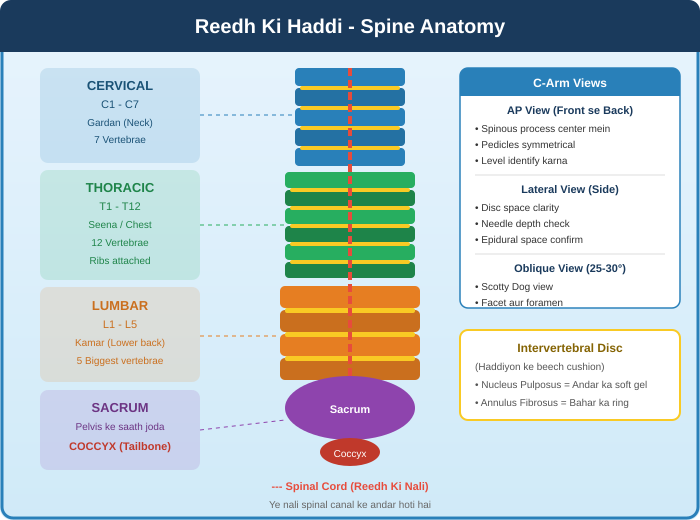 Reedh Ki Haddi - Spine Anatomy
CERVICAL
C1 - C7
Gardan (Neck)
7 Vertebrae
THORACIC
T1 - T12
Seena / Chest
12 Vertebrae
Ribs attached
LUMBAR
L1 - L5
Kamar (Lower back)
5 Biggest vertebrae
SACRUM
Pelvis ke saath joda
COCCYX (Tailbone)
Sacrum
Coccyx
--- Spinal Cord (Reedh Ki Nali)
Ye nali spinal canal ke andar hoti hai
C-Arm Views
AP View (Front se Back)
• Spinous process center mein
• Pedicles symmetrical
• Level identify karna
Lateral View (Side)
• Disc space clarity
• Needle depth check
• Epidural space confirm
Oblique View (25-30°)
• Scotty Dog view
• Facet aur foramen
Intervertebral Disc
(Haddiyon ke beech cushion)
• Nucleus Pulposus = Andar ka soft gel
• Annulus Fibrosus = Bahar ka ring